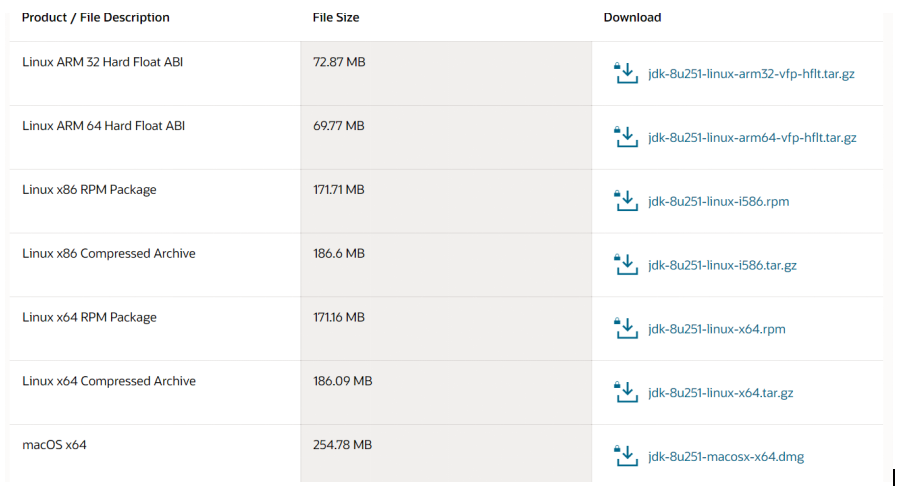 Product / File Description File Size Download
Linux ARM 32 Hard Float ABI 72.87 MB jdk-8u251-linux-arm32-vfp-hflt.tar.gz
Linux ARM 64 Hard Float ABI 69.77 MB jdk-8u251-linux-arm64-vfp-hflt.tar.gz
Linux x86 RPM Package 171.71 MB jdk-8u251-linux-i586.rpm
Linux x86 Compressed Archive 186.6 MB jdk-8u251-linux-i586.tar.gz
Linux x64 RPM Package 171.16 MB jdk-8u251-linux-x64.rpm
Linux x64 Compressed Archive 186.09 MB jdk-8u251-linux-x64.tar.gz
macOS x64 254.78 MB jdk-8u251-macosx-x64.dmg